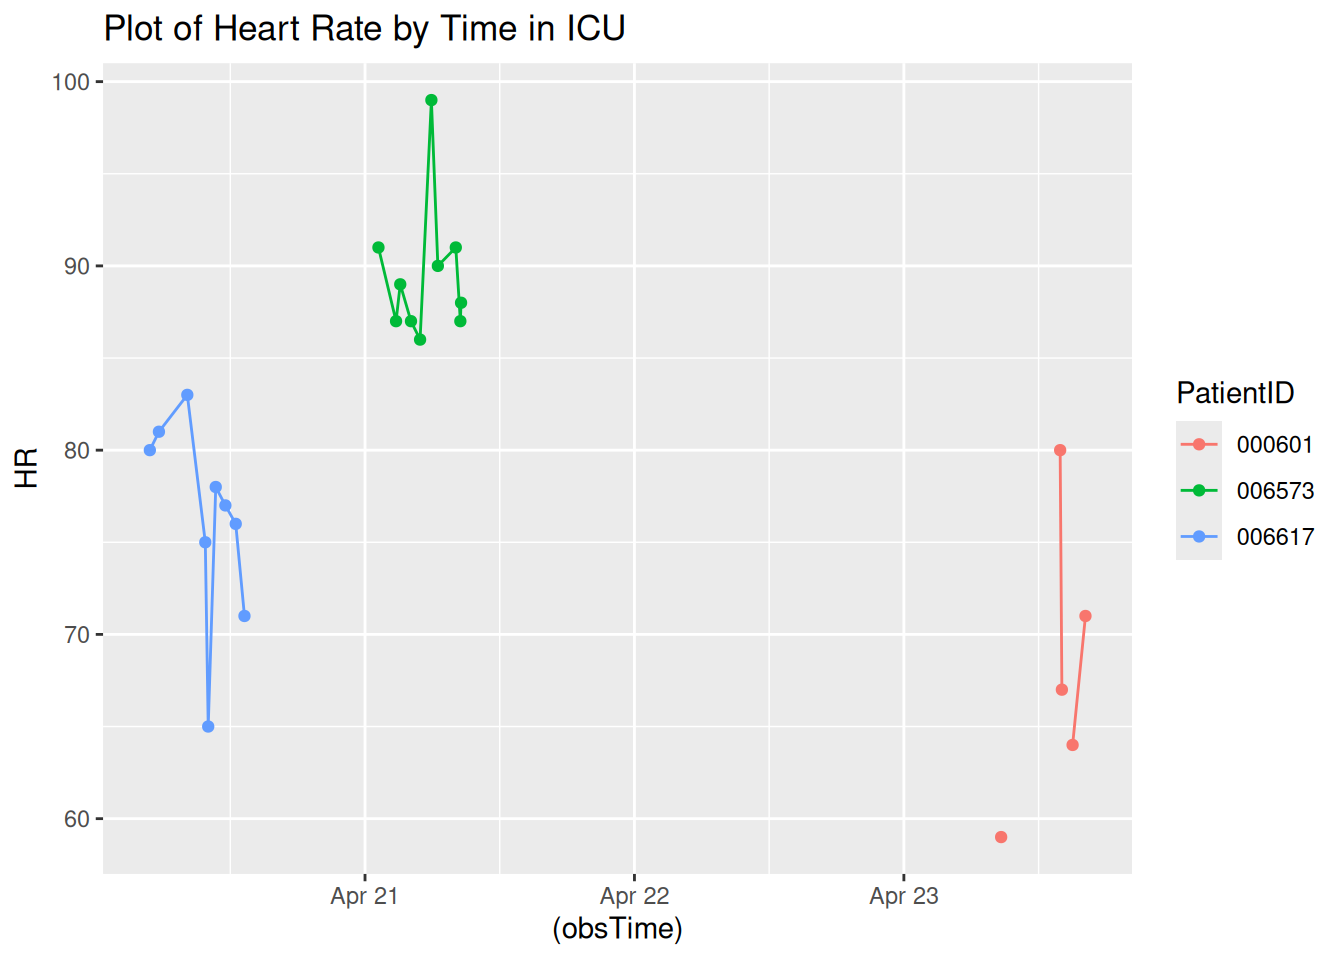 Plot of Heart Rate by Time in ICU
100
90
80
70
60
HR
Apr 21
Apr 22
Apr 23
(obsTime)
PatientID
000601
006573
006617